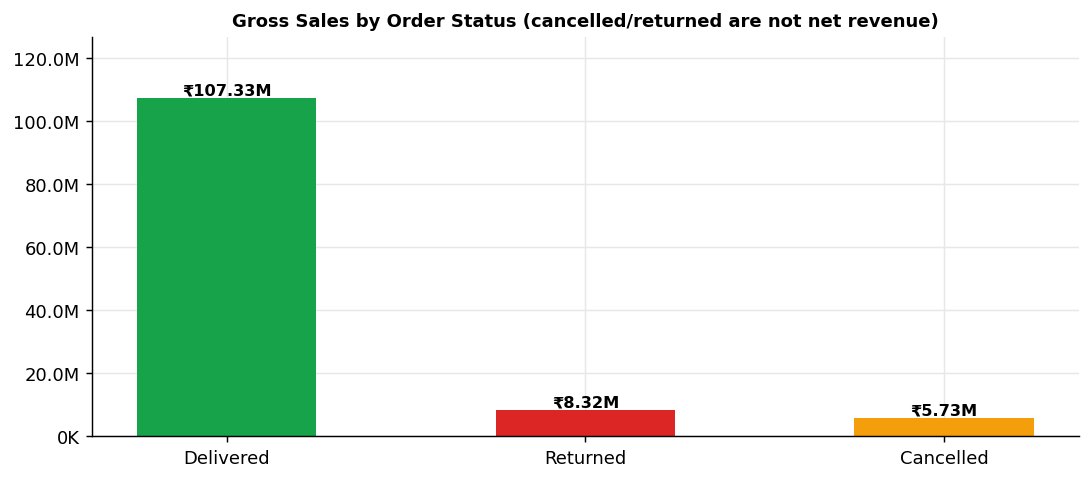 Gross Sales by Order Status (cancelled/returned are not net revenue)
120.0M
100.0M
80.0M
60.0M
40.0M
20.0M
0K
₹107.33M
₹8.32M
₹5.73M
Delivered
Returned
Cancelled